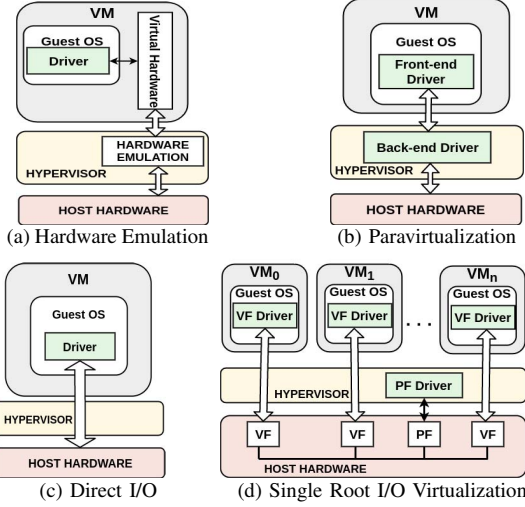 VM
Guest OS
Driver
Virtual Hardware
HARDWARE
EMULATION
HYPERVISOR
HOST HARDWARE
(a) Hardware Emulation
VM
Guest OS
Front-end
Driver
Back-end Driver
HYPERVISOR
HOST HARDWARE
(b) Paravirtualization
VM
Guest OS
Driver
HYPERVISOR
HOST HARDWARE
(c) Direct I/O
VM0
Guest OS
VF Driver
VM1
Guest OS
VF Driver
. . .
VMn
Guest OS
VF Driver
PF Driver
HYPERVISOR
VF
VF
PF
VF
HOST HARDWARE
(d) Single Root I/O Virtualization